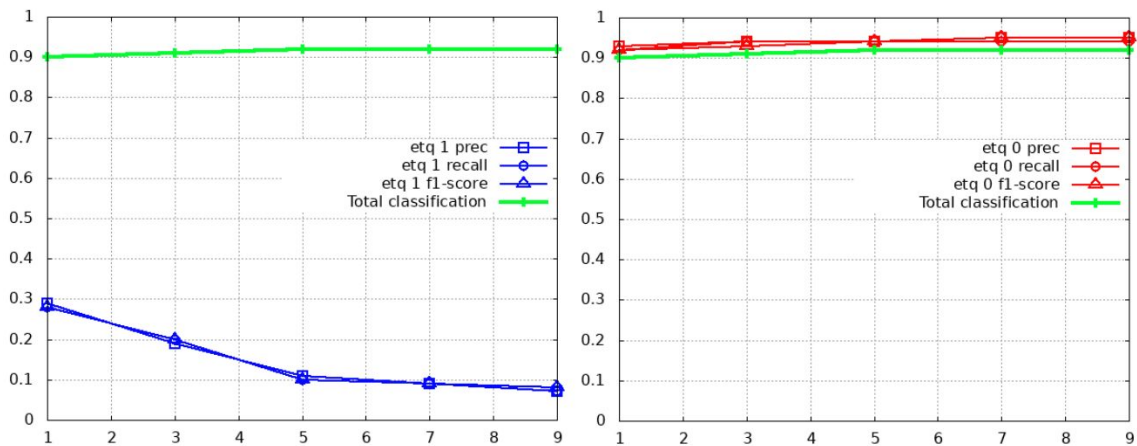 1
0.9
0.8
0.7
0.6
0.5
0.4
0.3
0.2
0.1
0
1 2 3 4 5 6 7 8 9
etq 1 prec
etq 1 recall
etq 1 f1-score
Total classification
1
0.9
0.8
0.7
0.6
0.5
0.4
0.3
0.2
0.1
0
1 2 3 4 5 6 7 8 9
etq 0 prec
etq 0 recall
etq 0 f1-score
Total classification